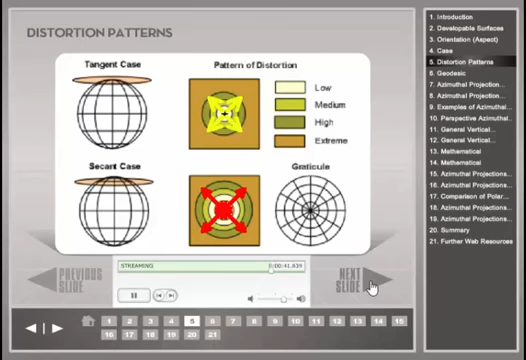 DISTORTION PATTERNS
Tangent Case
Pattern of Distortion
Low
Medium
High
Extreme
Secant Case
Graticule
STREAMING
0:00:41.639
PREVIOUS
SLIDE
NEXT
SLIDE
1 2 3 4 5 6 7 8 9 10 11 12 13 14 15
16 17 18 19 20 21
1. Introduction
2. Developable Surfaces
3. Orientation (Aspect)
4. Case
5. Distortion Patterns
6. Geodesic
7. Azimuthal Projection...
8. Azimuthal Projection...
9. Examples of Azimuthal...
10. Perspective Azimuthal...
11. General Vertical...
12. General Vertical...
13. Mathematical
14. Mathematical
15. Azimuthal Projections...
16. Azimuthal Projections...
17. Comparison of Polar...
18. Azimuthal Projections...
19. Azimuthal Projections...
20. Summary
21. Further Web Resources